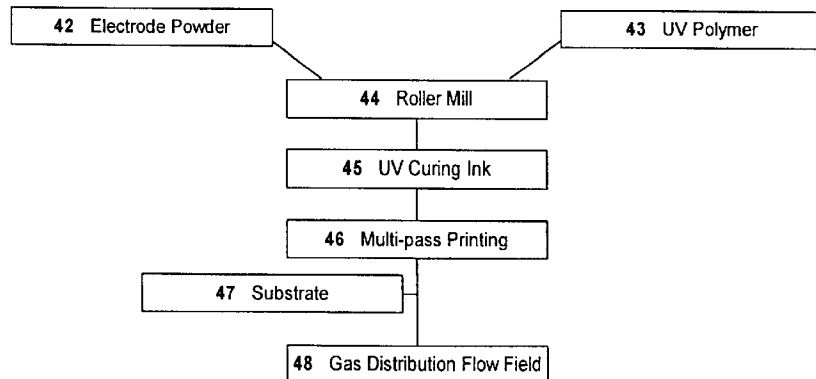 42 Electrode Powder
43 UV Polymer
44 Roller Mill
45 UV Curing Ink
46 Multi-pass Printing
47 Substrate
48 Gas Distribution Flow Field